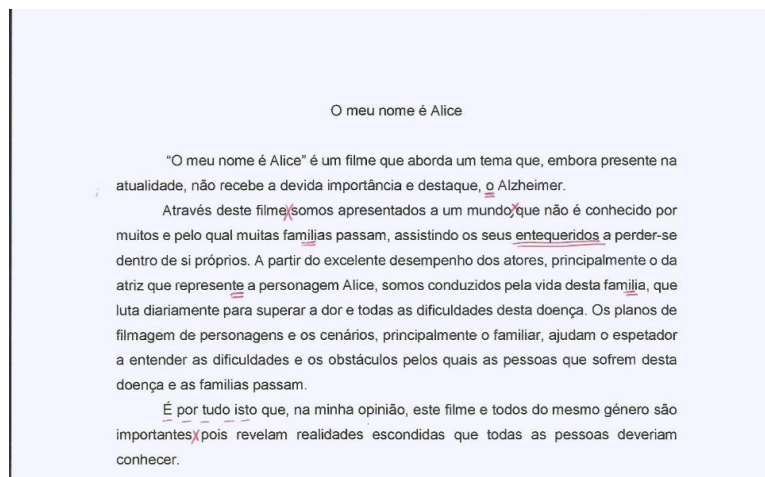 O meu nome é Alice
"O meu nome é Alice" é um filme que aborda um tema que, embora presente na
atualidade, não recebe a devida importância e destaque, o Alzheimer.
Através deste filme somos apresentados a um mundo, que não é conhecido por
muitos e pelo qual muitas familias passam, assistindo os seus entequeridos a perder-se
dentro de si próprios. A partir do excelente desempenho dos atores, principalmente o da
atriz que represente a personagem Alice, somos conduzidos pela vida desta familia, que
luta diariamente para superar a dor e todas as dificuldades desta doença. Os planos de
filmagem de personagens e os cenários, principalmente o familiar, ajudam o espetador
a entender as dificuldades e os obstáculos pelos quais as pessoas que sofrem desta
doença e as familias passam.
É por tudo isto que, na minha opinião, este filme e todos do mesmo género são
importantes pois revelam realidades escondidas que todas as pessoas deveriam
conhecer.